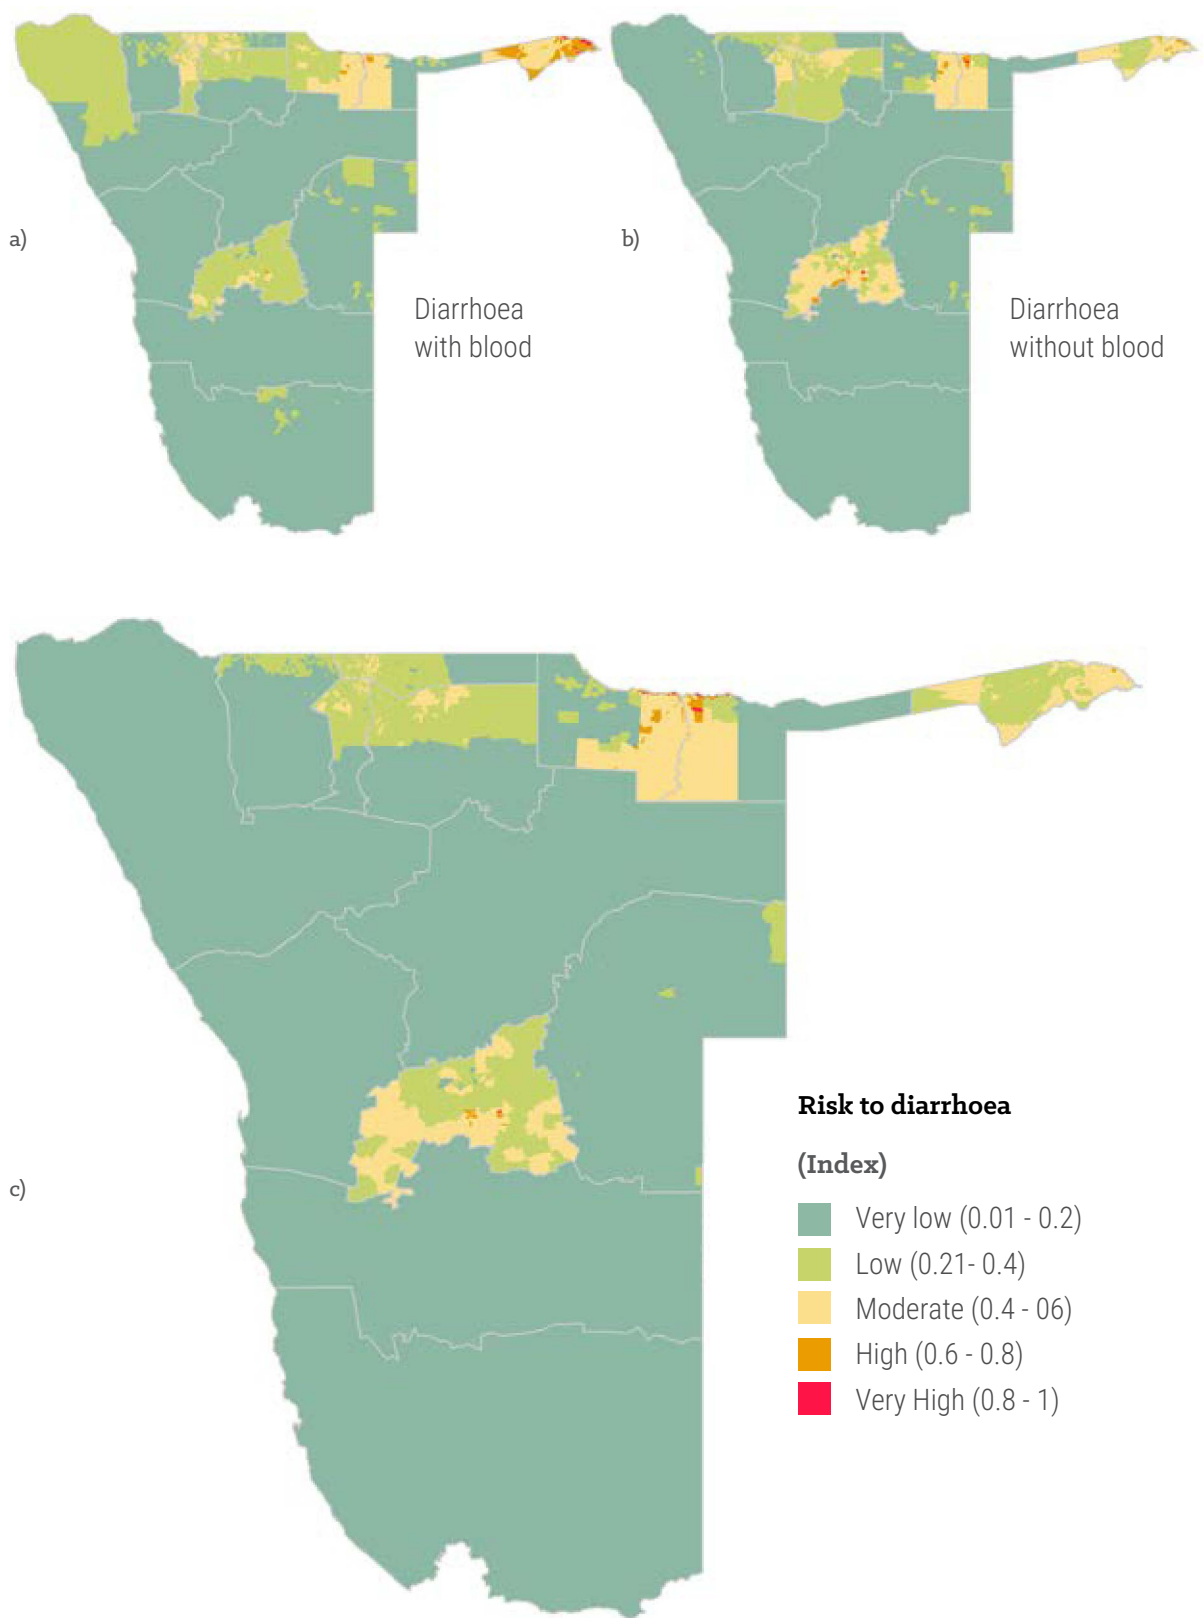 a)
Diarrhoea
with blood
b)
Diarrhoea
without blood
c)
Risk to diarrhoea
(Index)
Very low (0.01 - 0.2)
Low (0.21- 0.4)
Moderate (0.4 - 06)
High (0.6 - 0.8)
Very High (0.8 - 1)